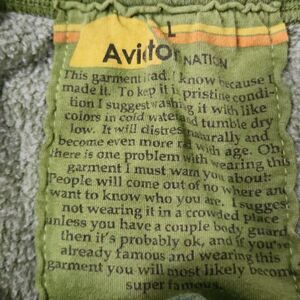 L
Aviator NATION
This garment rad. I know because I
made it. To kep it is pristine condi-
tion I suggest washing it with like
colors in cold water and tumble dry
low. It will distress naturally and
become even more rad with age. Oh,
there is one problem with wearing this
garment I must warn you about:
People will come out of no where and
want to know who you are. I suggest
not wearing it in a crowded place
unless you have a couple body guard
then it's probably ok, and if you've
already famous and wearing this
garment you will most likely become
super famous.